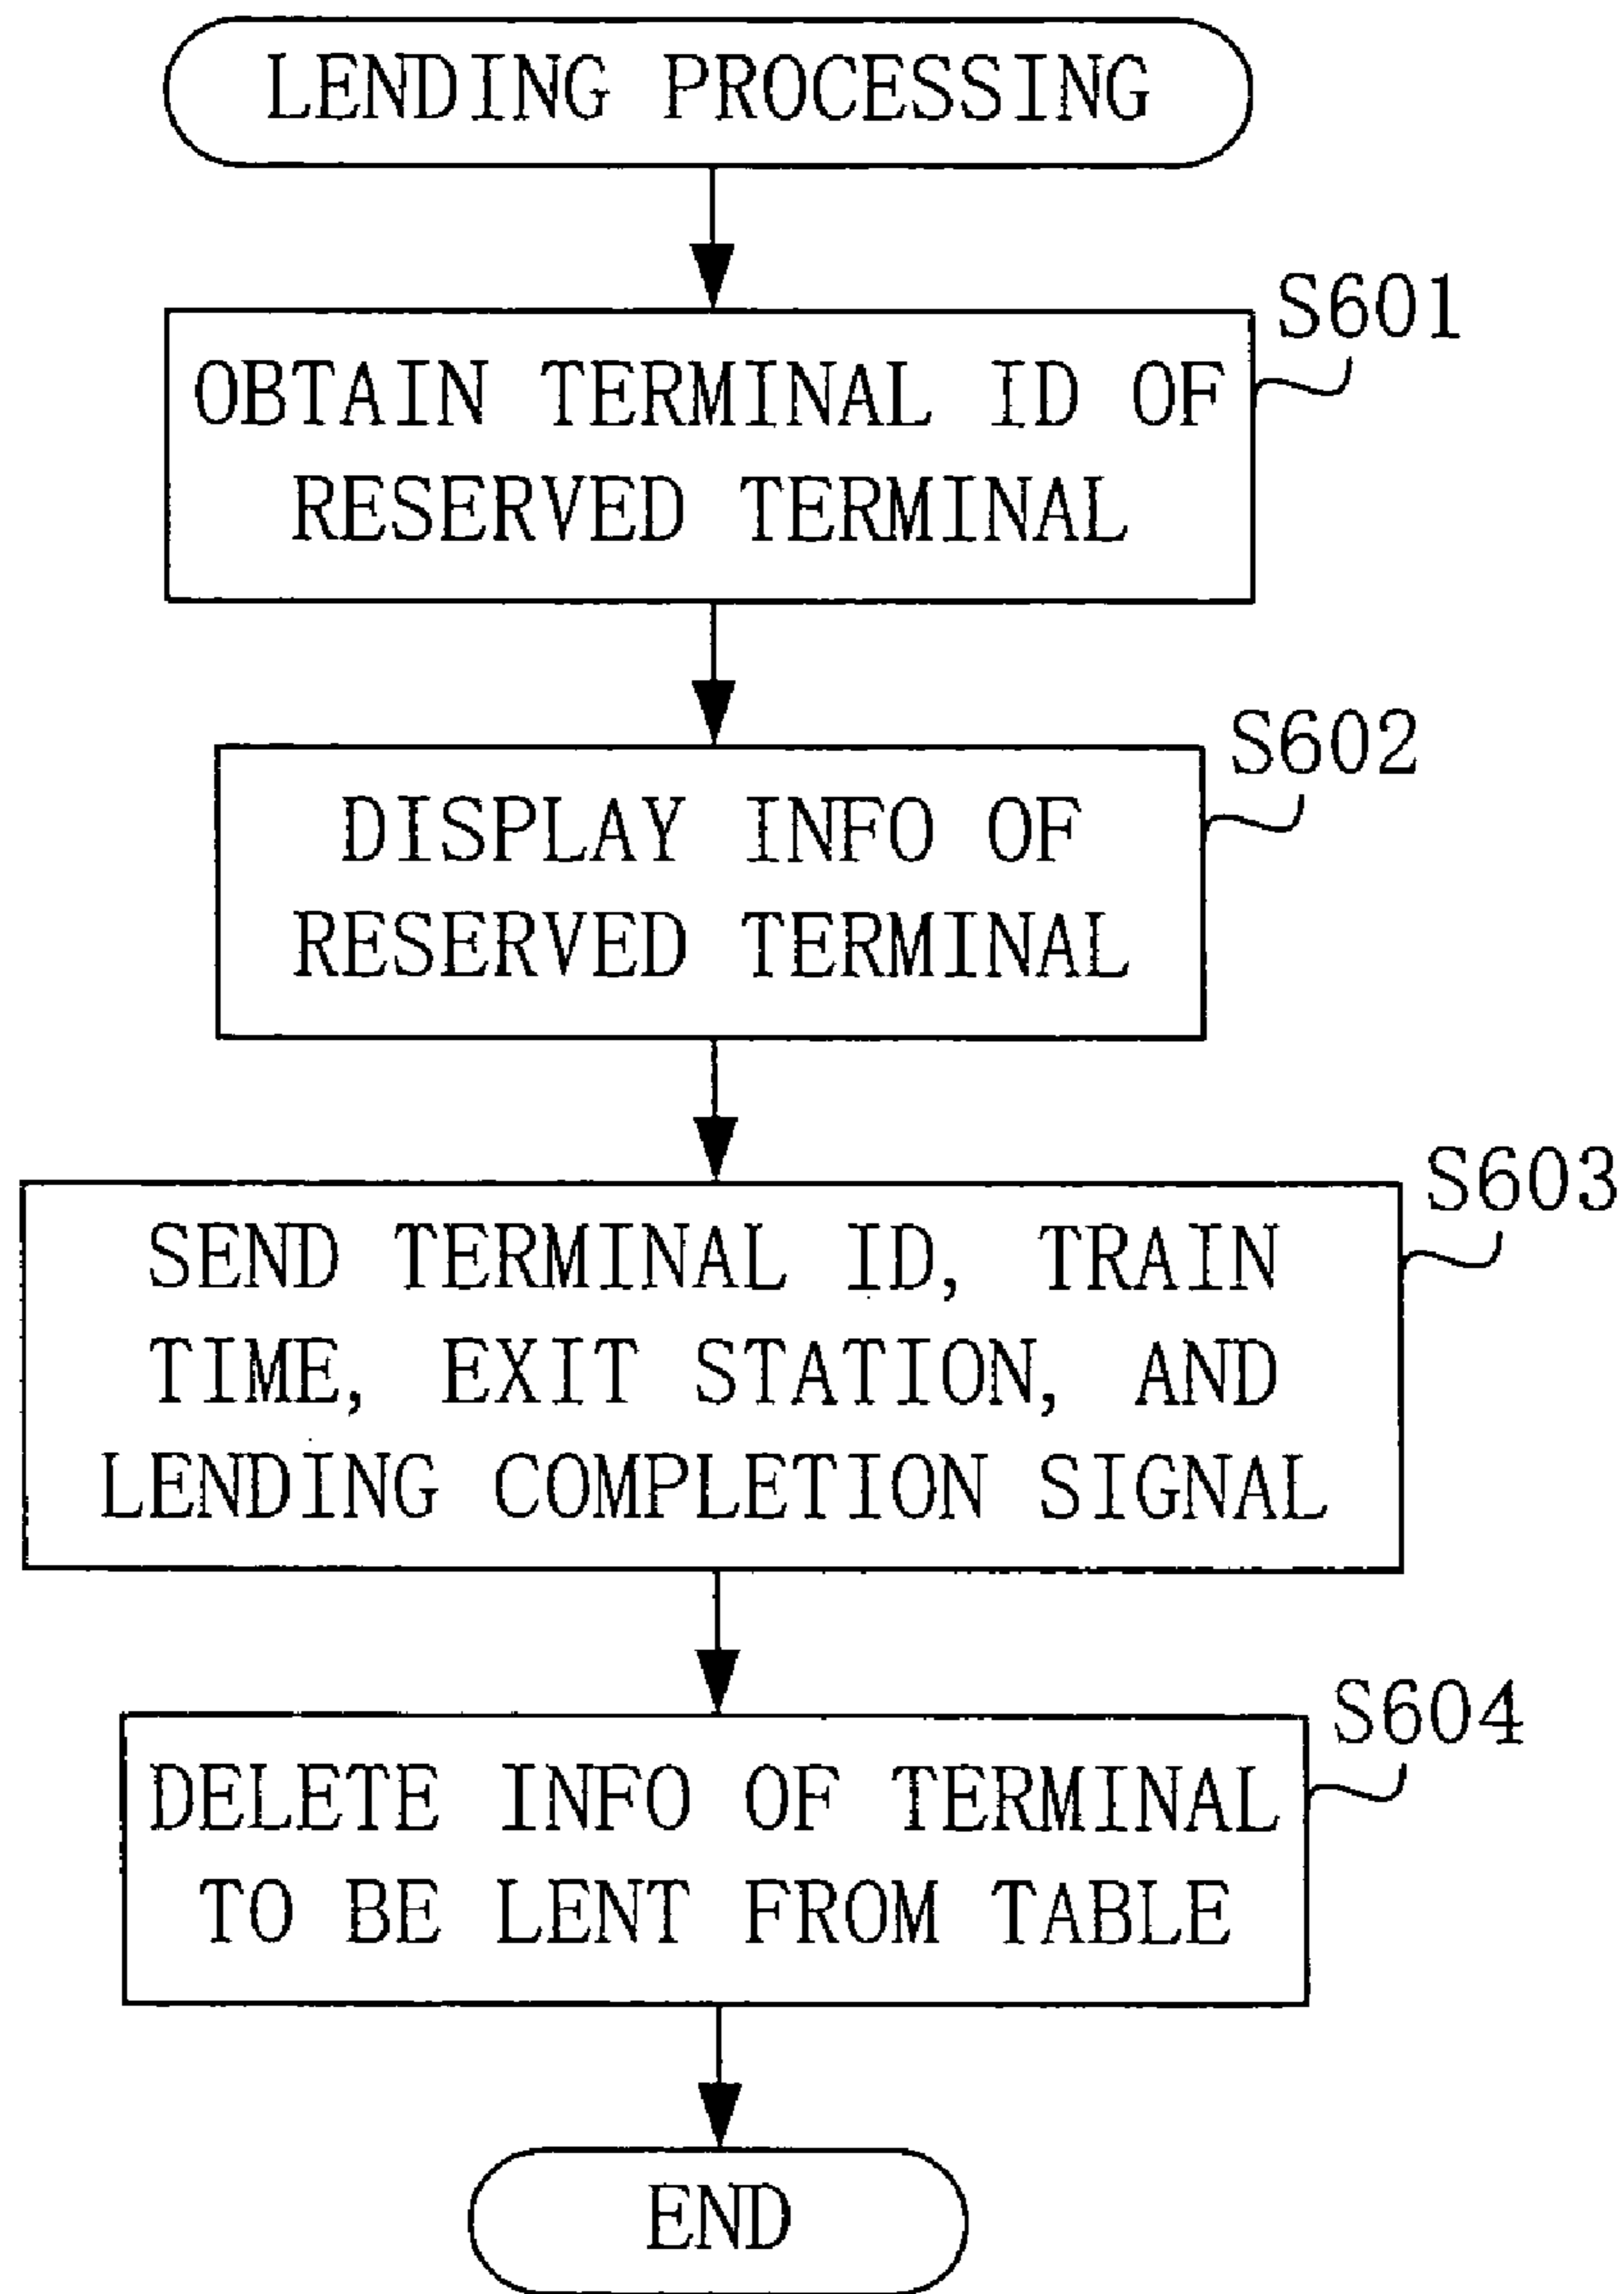 LENDING PROCESSING
S601
OBTAIN TERMINAL ID OF
RESERVED TERMINAL
S602
DISPLAY INFO OF
RESERVED TERMINAL
S603
SEND TERMINAL ID, TRAIN
TIME, EXIT STATION, AND
LENDING COMPLETION SIGNAL
S604
DELETE INFO OF TERMINAL
TO BE LENT FROM TABLE
END